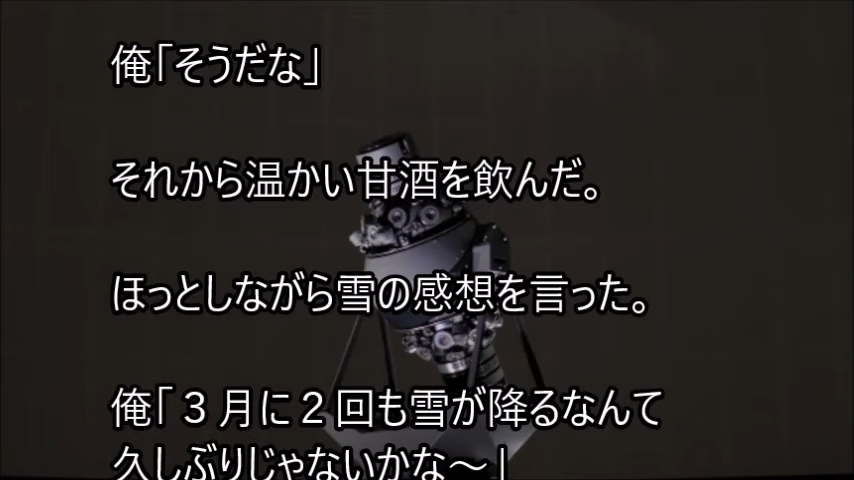 俺「そうだな」
それから温かい甘酒を飲んだ。
ほっとしながら雪の感想を言った。
俺「３月に２回も雪が降るなんて
久しぶりじゃないかな～」